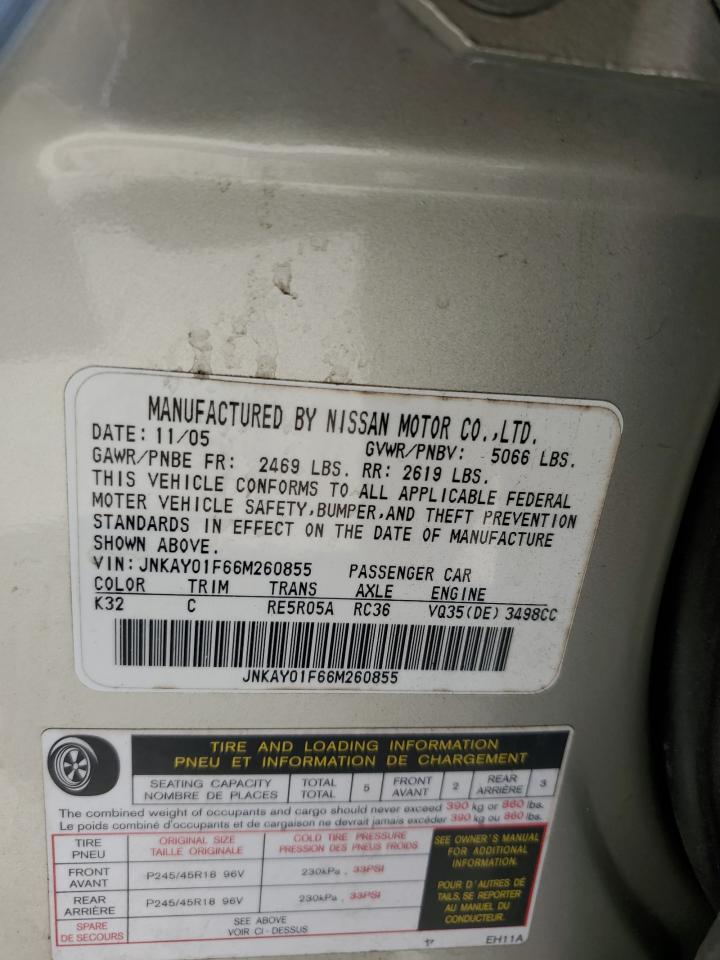 MANUFACTURED BY NISSAN MOTOR CO.,LTD.
DATE: 11/05 GVWR/PNBV: 5066 LBS.
GAWR/PNBE FR: 2469 LBS. RR: 2619 LBS.
THIS VEHICLE CONFORMS TO ALL APPLICABLE FEDERAL
MOTER VEHICLE SAFETY,BUMPER,AND THEFT PREVENTION
STANDARDS IN EFFECT ON THE DATE OF MANUFACTURE
SHOWN ABOVE.
VIN: JNKAY01F66M260855 PASSENGER CAR
COLOR TRIM TRANS AXLE ENGINE
K32 C RE5R05A RC36 VQ35(DE) 3498CC
JNKAY01F66M260855
TIRE AND LOADING INFORMATION
PNEU ET INFORMATION DE CHARGEMENT
SEATING CAPACITY TOTAL 5 FRONT 2 REAR 3
NOMBRE DE PLACES TOTAL AVANT ARRIÈRE
The combined weight of occupants and cargo should never exceed 390 kg or 860 lbs.
Le poids combiné d'occupants et de cargaison ne devrait jamais excéder 390 kg ou 860 lbs.
TIRE ORIGINAL SIZE COLD TIRE PRESSURE
PNEU TAILLE ORIGINALE PRESSION DES PNEUS FROIDS
FRONT P245/45R18 96V 230kPa , 33PSI
AVANT
REAR P245/45R18 96V 230kPa , 33PSI
ARRIÈRE
SPARE SEE ABOVE
DE SECOURS VOIR CI-DESSUS
SEE OWNER'S MANUAL
FOR ADDITIONAL
INFORMATION.
POUR D'AUTRES DÉ
TAILS, SE REPORTER
AU MANUEL DU
CONDUCTEUR.
EH11A